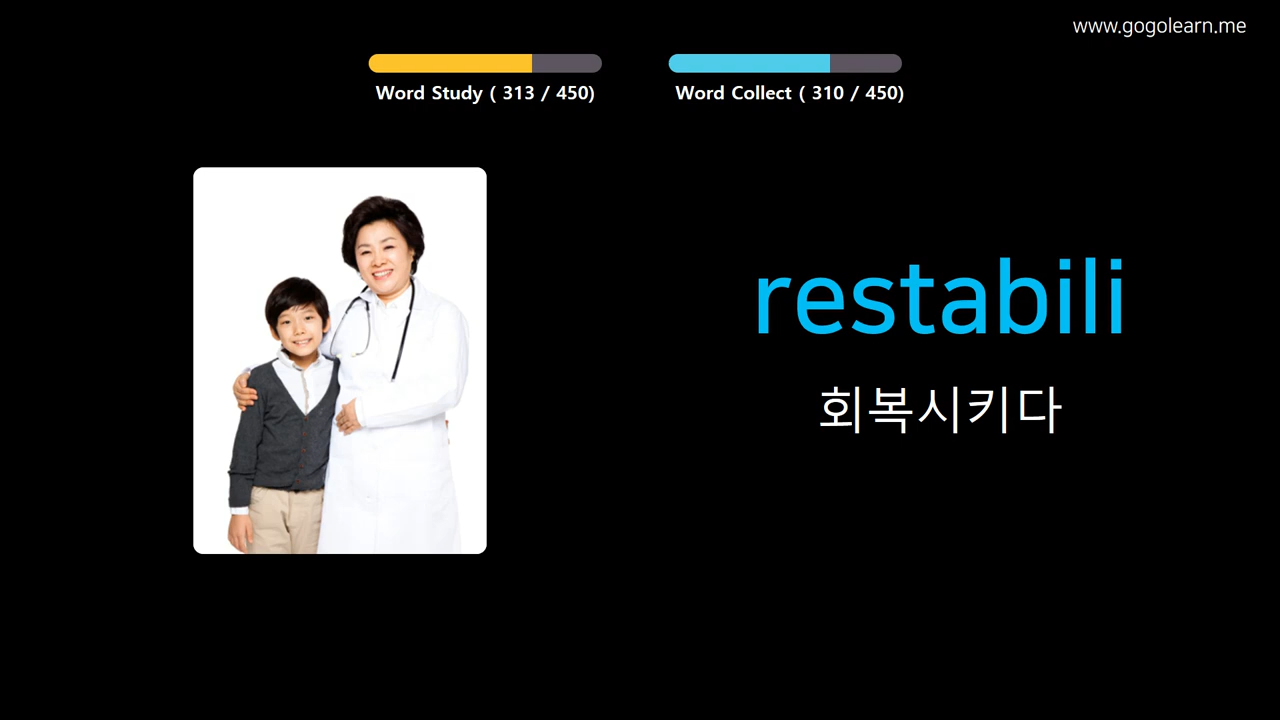 www.gogolearn.me
Word Study ( 313 / 450)
Word Collect ( 310 / 450)
restabili
회복시키다